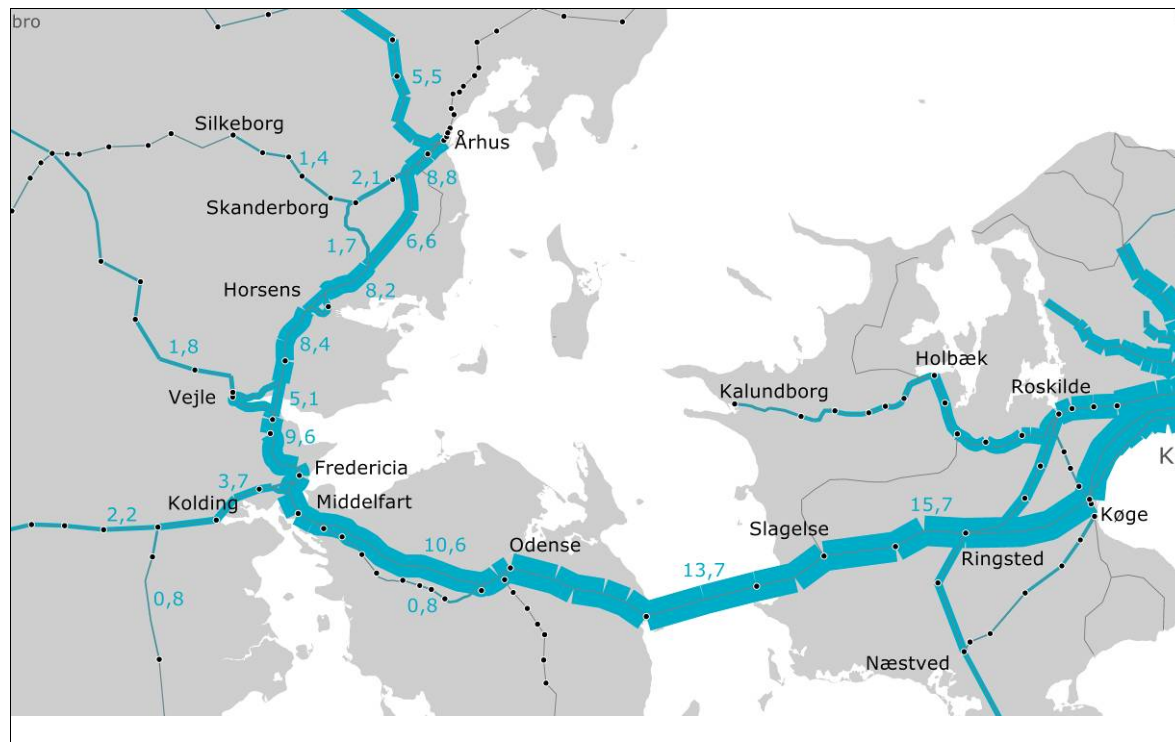 bro
5,5
Silkeborg
Århus
1,4
2,1
8,8
Skanderborg
1,7
6,6
Horsens
8,2
8,4
1,8
Holbæk
Vejle
5,1
Kalundborg
Roskilde
9,6
K
Fredericia
3,7
Kolding
Middelfart
2,2
15,7
Køge
Slagelse
10,6
Odense
Ringsted
13,7
0,8
0,8
Næstved